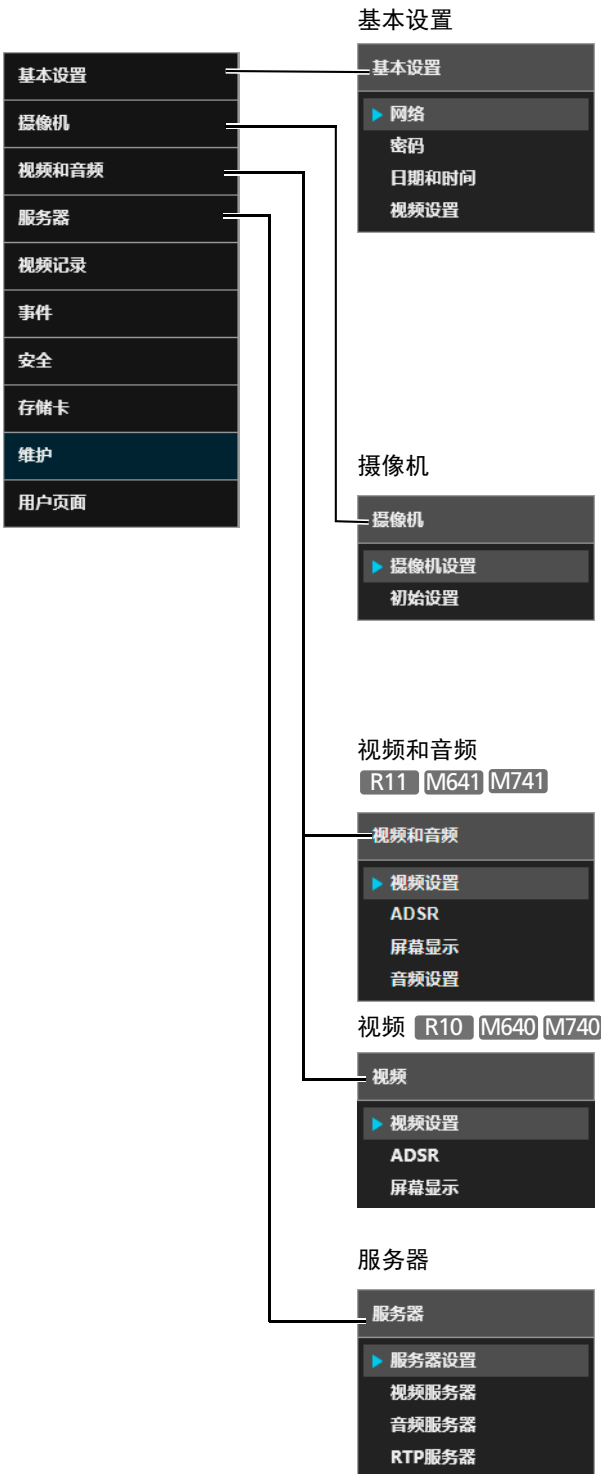 基本设置
摄像机
视频和音频
服务器
视频记录
事件
安全
存储卡
维护
用户页面
基本设置
基本设置
网络
密码
日期和时间
视频设置
摄像机
摄像机
摄像机设置
初始设置
视频和音频
R11 M641 M741
视频和音频
视频设置
ADSR
屏幕显示
音频设置
视频 R10 M640 M740
视频
视频设置
ADSR
屏幕显示
服务器
服务器
服务器设置
视频服务器
音频服务器
RTP服务器